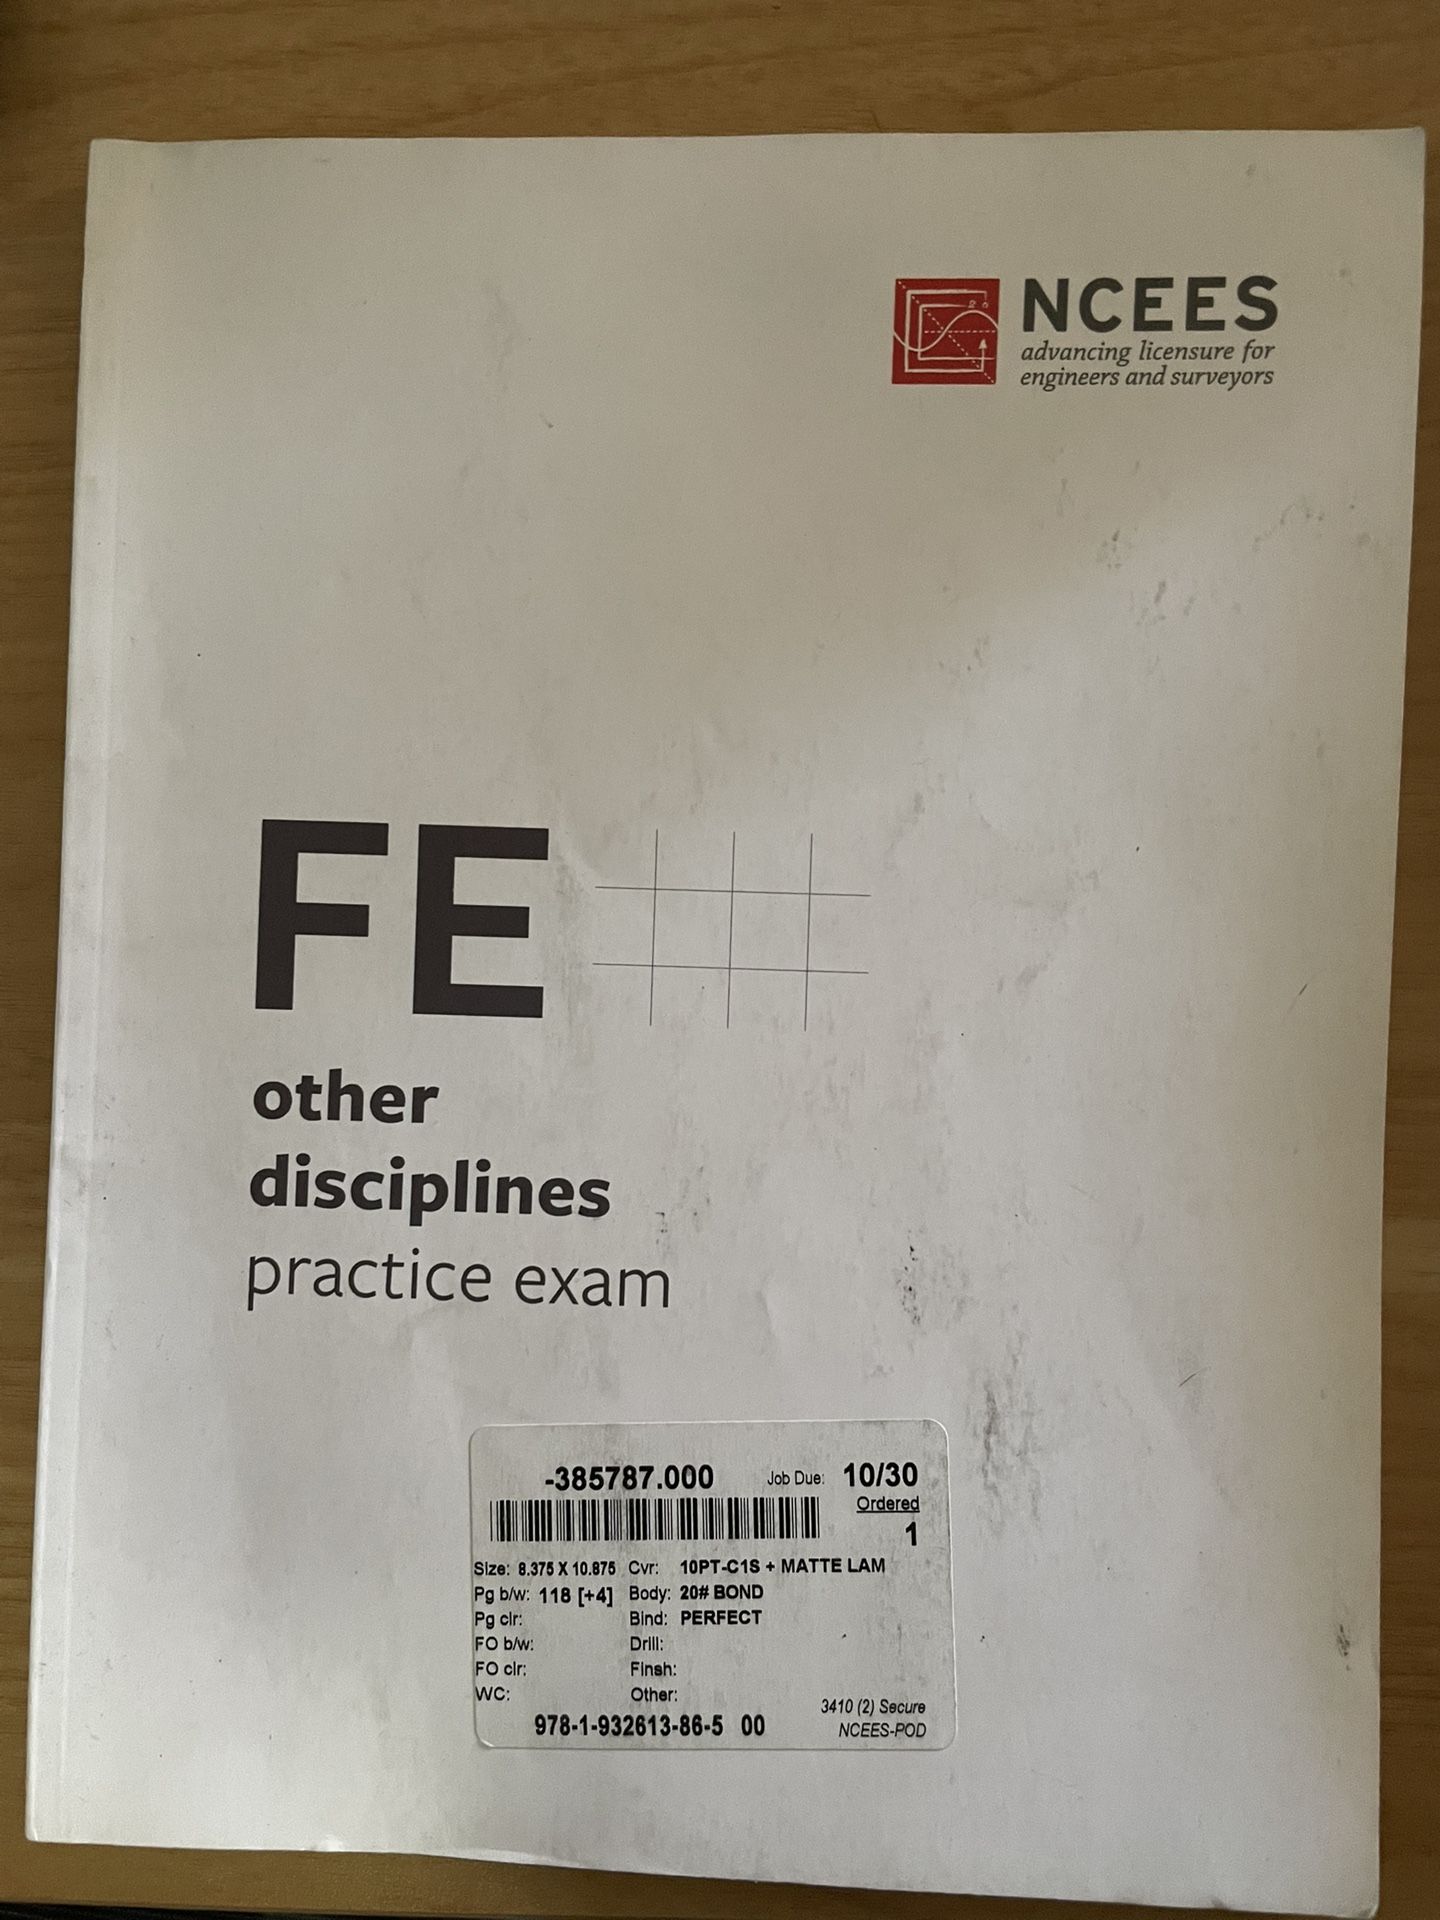 NCEES
advancing licensure for
engineers and surveyors
FE
other
disciplines
practice exam
-385787.000 Job Due: 10/30
Ordered
1
Size: 8.375 X 10.875 Cvr: 10PT-C1S + MATTE LAM
Pg b/w: 118 [+4] Body: 20# BOND
Pg clr: Bind: PERFECT
FO b/w: Drill:
FO clr: Finsh:
WC: Other:
3410 (2) Secure
978-1-932613-86-5 00 NCEES-POD